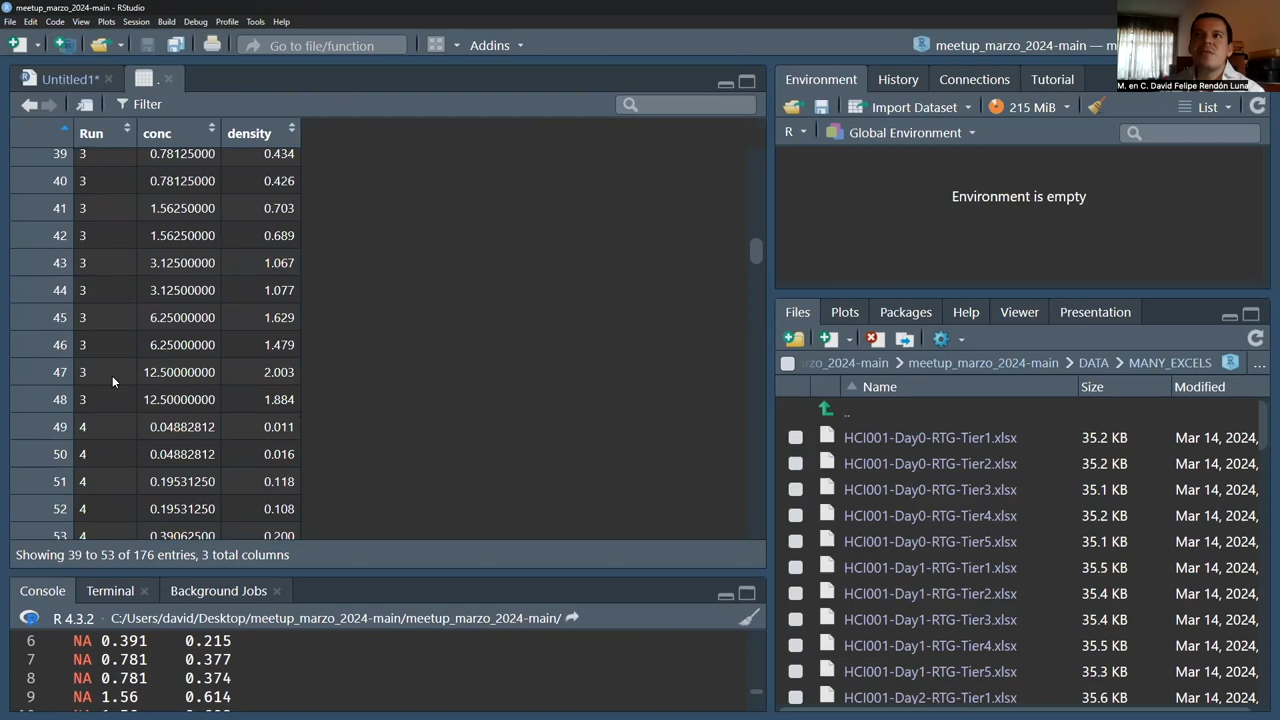 meetup_marzo_2024-main - RStudio
File Edit Code View Plots Session Build Debug Profile Tools Help
Go to file/function Addins meetup_marzo_2024-main —
M. en C. David Felipe Rendón Luna
Untitled1* .
Filter
Run conc density
39 3 0.78125000 0.434
40 3 0.78125000 0.426
41 3 1.56250000 0.703
42 3 1.56250000 0.689
43 3 3.12500000 1.067
44 3 3.12500000 1.077
45 3 6.25000000 1.629
46 3 6.25000000 1.479
47 3 12.50000000 2.003
48 3 12.50000000 1.884
49 4 0.04882812 0.011
50 4 0.04882812 0.016
51 4 0.19531250 0.118
52 4 0.19531250 0.108
53 4 0.39062500 0.200
Showing 39 to 53 of 176 entries, 3 total columns
Console Terminal Background Jobs
R 4.3.2 · C:/Users/david/Desktop/meetup_marzo_2024-main/meetup_marzo_2024-main/
6 NA 0.391 0.215
7 NA 0.781 0.377
8 NA 0.781 0.374
9 NA 1.56 0.614
Environment History Connections Tutorial
Import Dataset 215 MiB List
R Global Environment
Environment is empty
Files Plots Packages Help Viewer Presentation
rzo_2024-main > meetup_marzo_2024-main > DATA > MANY_EXCELS ...
Name Size Modified
..
HCI001-Day0-RTG-Tier1.xlsx 35.2 KB Mar 14, 2024,
HCI001-Day0-RTG-Tier2.xlsx 35.2 KB Mar 14, 2024,
HCI001-Day0-RTG-Tier3.xlsx 35.1 KB Mar 14, 2024,
HCI001-Day0-RTG-Tier4.xlsx 35.2 KB Mar 14, 2024,
HCI001-Day0-RTG-Tier5.xlsx 35.1 KB Mar 14, 2024,
HCI001-Day1-RTG-Tier1.xlsx 35.5 KB Mar 14, 2024,
HCI001-Day1-RTG-Tier2.xlsx 35.4 KB Mar 14, 2024,
HCI001-Day1-RTG-Tier3.xlsx 35.4 KB Mar 14, 2024,
HCI001-Day1-RTG-Tier4.xlsx 35.5 KB Mar 14, 2024,
HCI001-Day1-RTG-Tier5.xlsx 35.3 KB Mar 14, 2024,
HCI001-Day2-RTG-Tier1.xlsx 35.6 KB Mar 14, 2024,